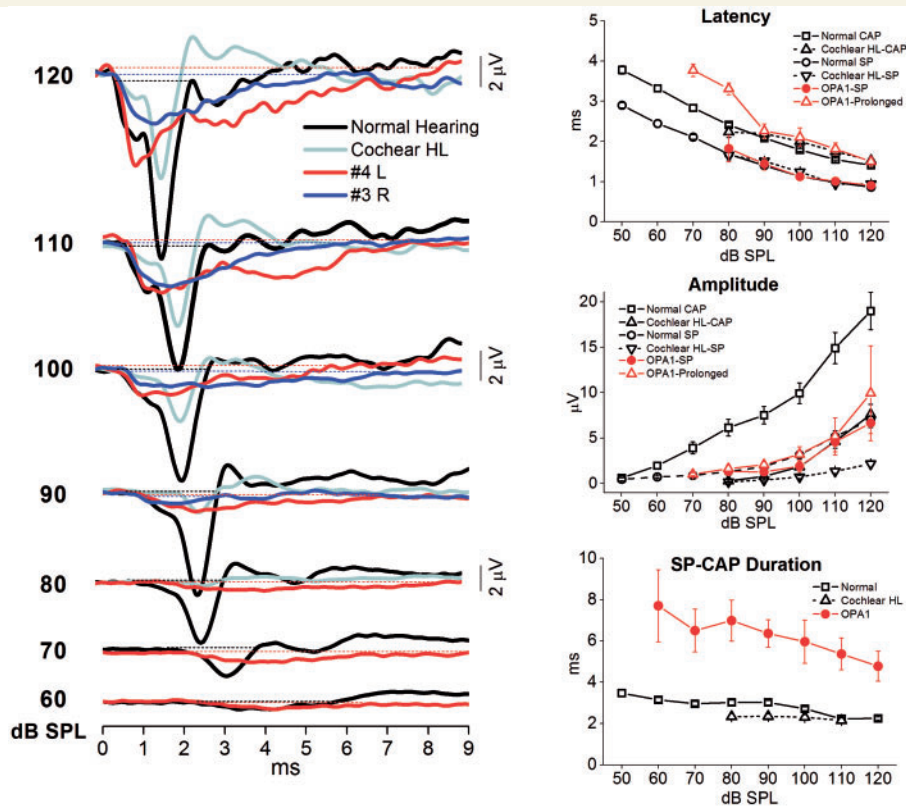 120
110
100
90
80
70
60
dB SPL
2 μV
2 μV
2 μV
Normal Hearing
Cochear HL
#4 L
#3 R
0 1 2 3 4 5 6 7 8 9
ms
Latency
5
4
3
2
1
0
ms
Normal CAP
Cochlear HL-CAP
Normal SP
Cochlear HL-SP
OPA1-SP
OPA1-Prolonged
50 60 70 80 90 100 110 120
dB SPL
Amplitude
20
15
10
5
0
μV
Normal CAP
Cochlear HL-CAP
Normal SP
Cochlear HL-SP
OPA1-SP
OPA1-Prolonged
50 60 70 80 90 100 110 120
dB SPL
SP-CAP Duration
10
8
6
4
2
0
ms
Normal
Cochlear HL
OPA1
50 60 70 80 90 100 110 120
dB SPL